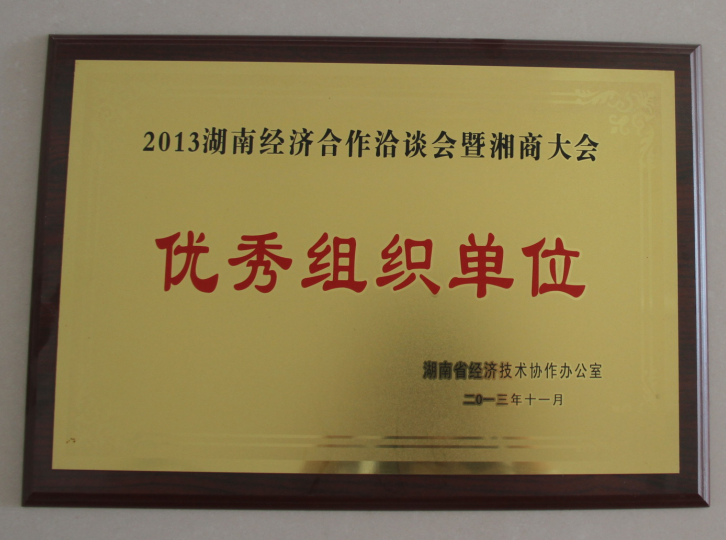 2013湖南经济合作洽谈会暨湘商大会
优秀组织单位
湖南省经济技术协作办公室
二0一三年十一月